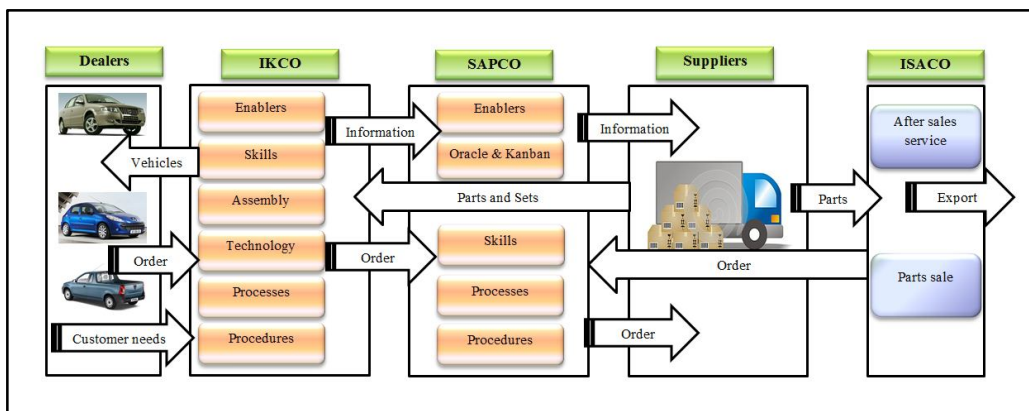 Dealers
IKCO
SAPCO
Suppliers
ISACO
Enablers
Skills
Assembly
Technology
Processes
Procedures
Enablers
Oracle & Kanban
Skills
Processes
Procedures
After sales
service
Parts sale
Information
Information
Vehicles
Parts and Sets
Parts
Export
Order
Order
Order
Customer needs
Order